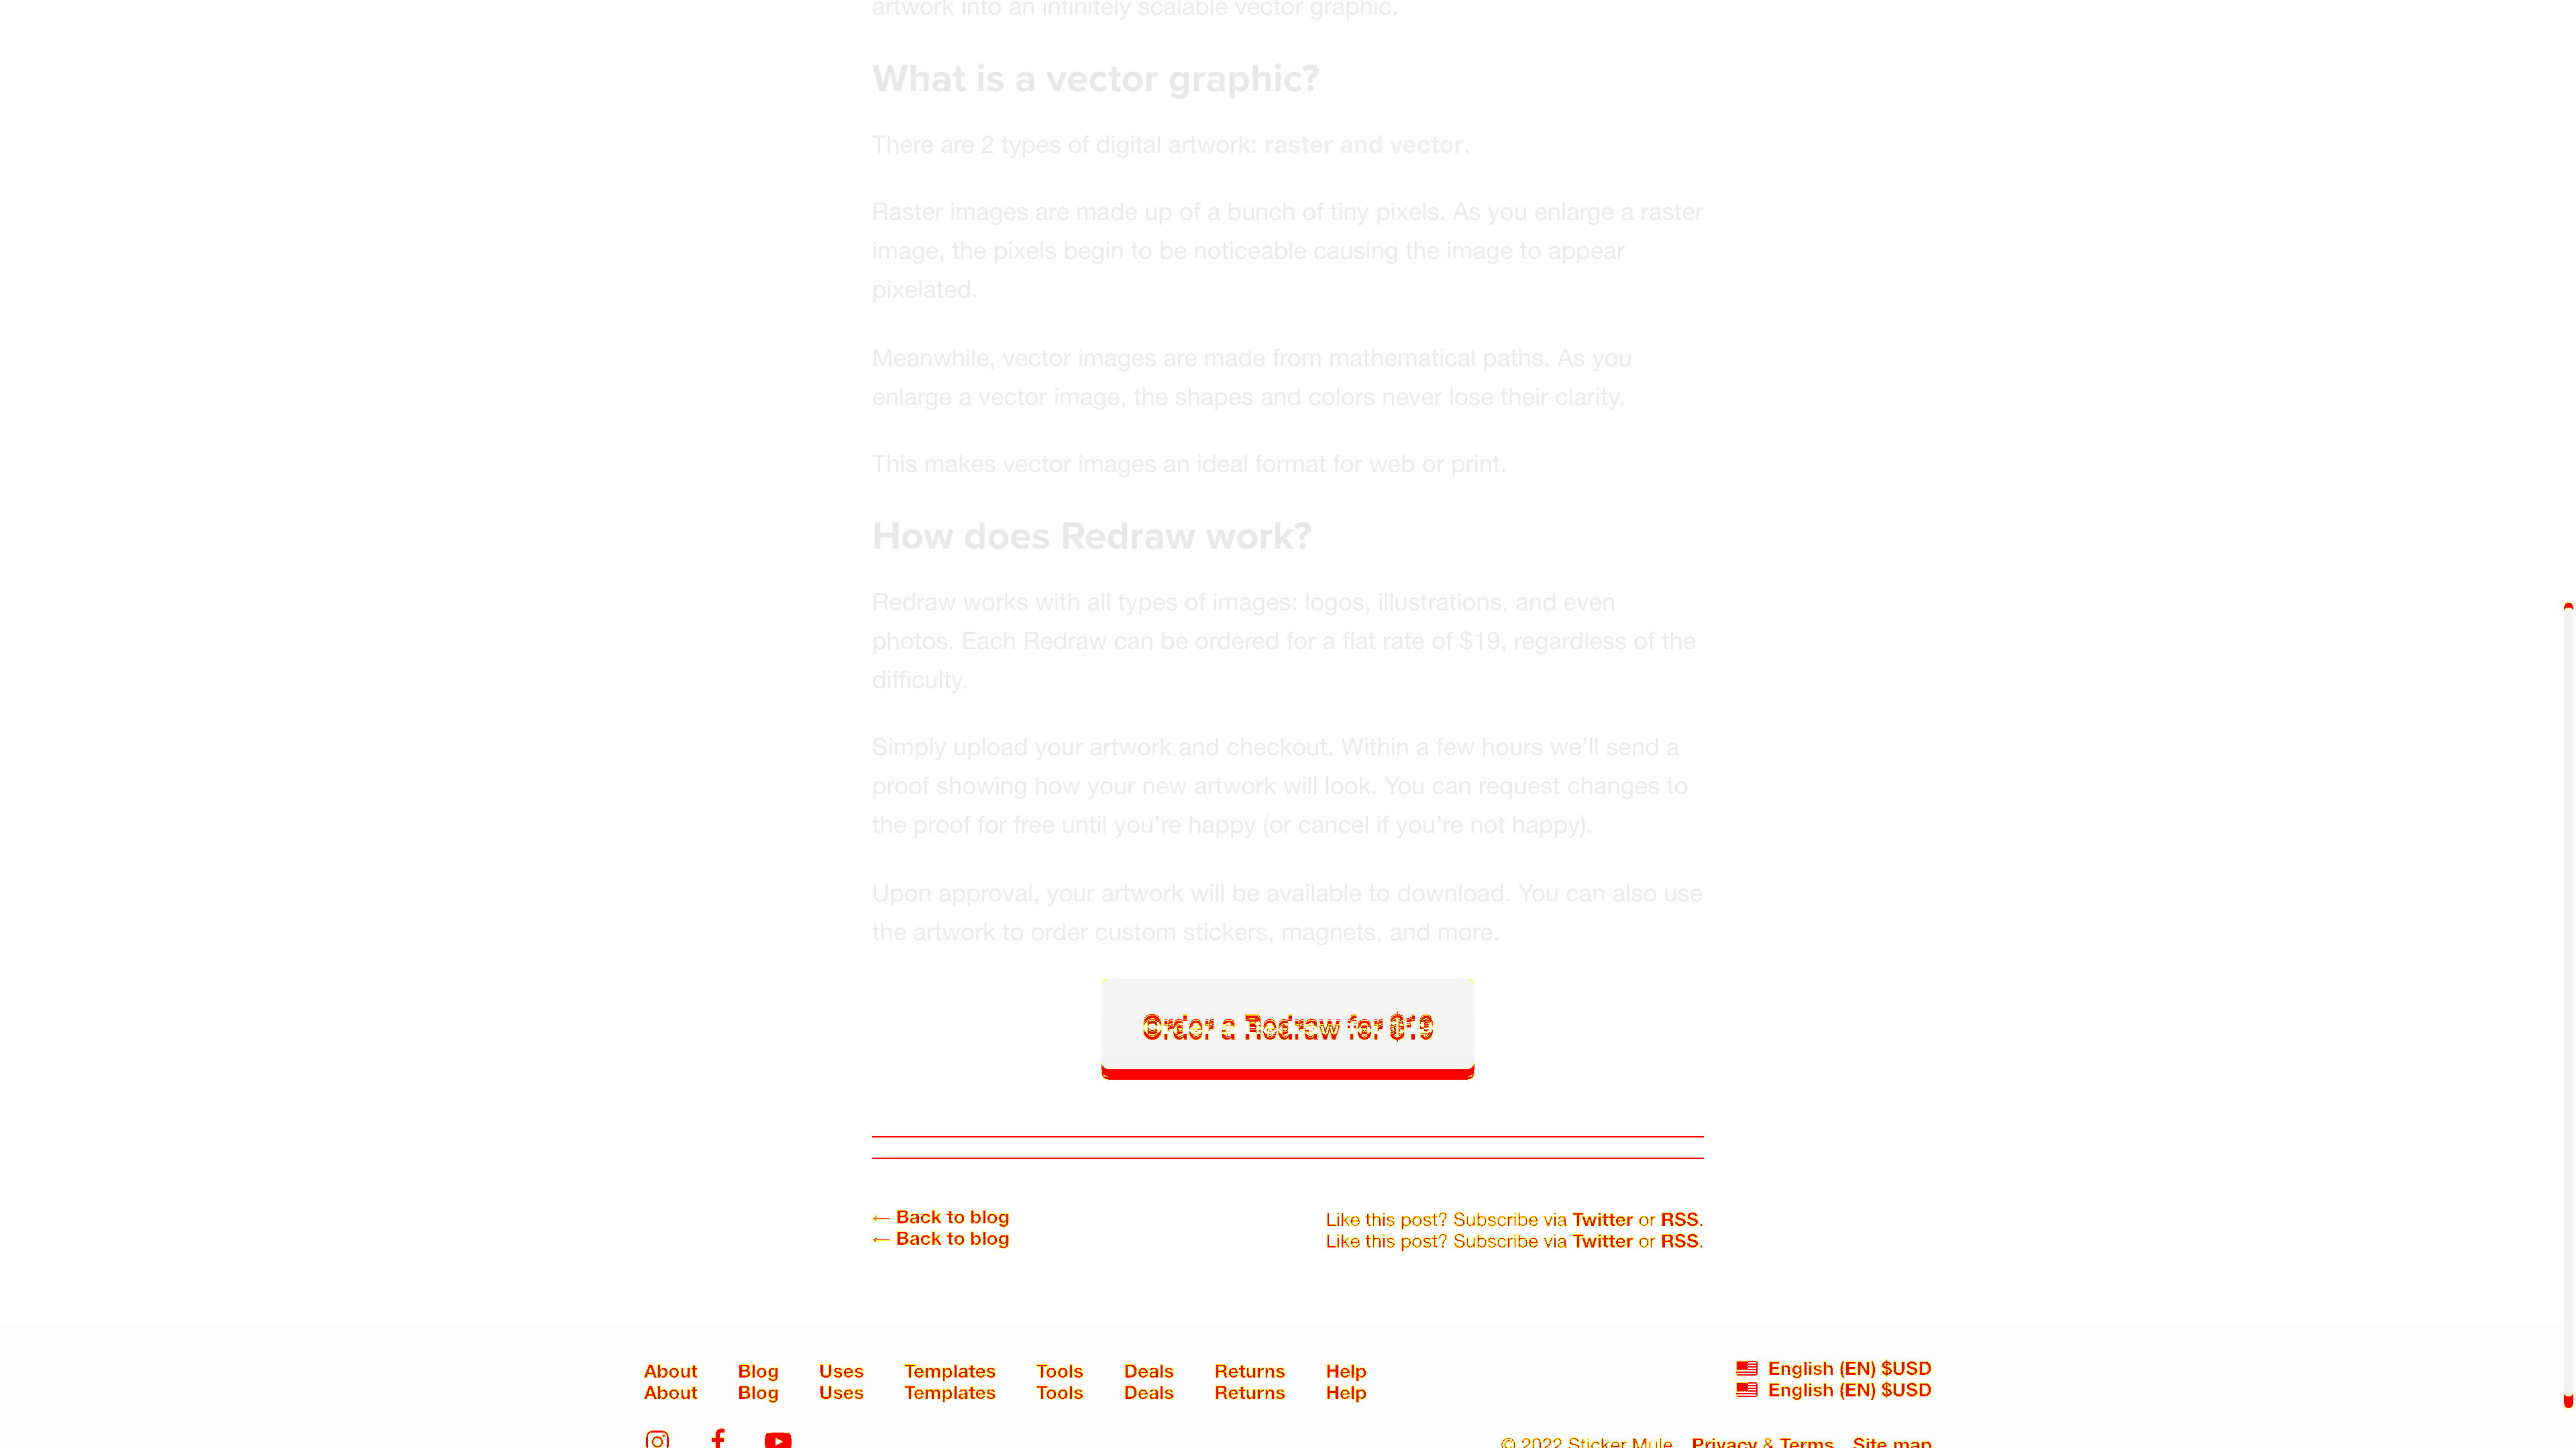 artwork into an infinitely scalable vector graphic.
What is a vector graphic?
There are 2 types of digital artwork: raster and vector.
Raster images are made up of a bunch of tiny pixels. As you enlarge a raster
image, the pixels begin to be noticeable causing the image to appear
pixelated.
Meanwhile, vector images are made from mathematical paths. As you
enlarge a vector image, the shapes and colors never lose their clarity.
This makes vector images an ideal format for web or print.
How does Redraw work?
Redraw works with all types of images: logos, illustrations, and even
photos. Each Redraw can be ordered for a flat rate of $19, regardless of the
difficulty.
Simply upload your artwork and checkout. Within a few hours we’ll send a
proof showing how your new artwork will look. You can request changes to
the proof for free until you’re happy (or cancel if you’re not happy).
Upon approval, your artwork will be available to download. You can also use
the artwork to order custom stickers, magnets, and more.
Order a Redraw for $19
← Back to blog Like this post? Subscribe via Twitter or RSS.
← Back to blog Like this post? Subscribe via Twitter or RSS.
About Blog Uses Templates Tools Deals Returns Help English (EN) $USD
About Blog Uses Templates Tools Deals Returns Help English (EN) $USD
© 2022 Sticker Mule Privacy & Terms Site map